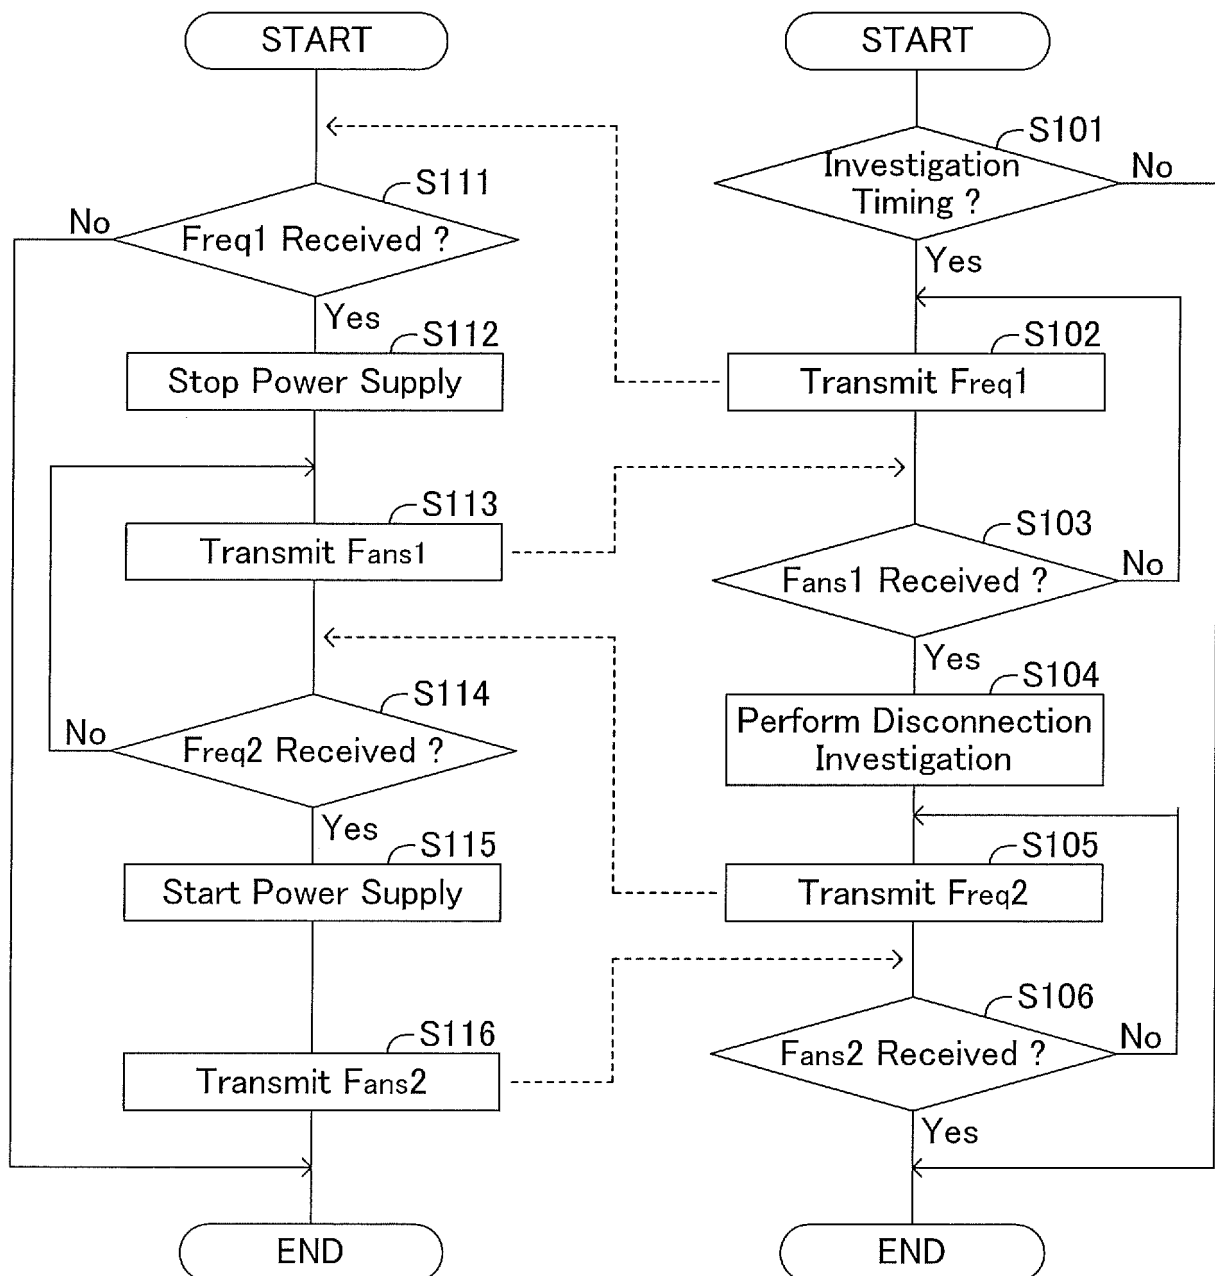 START
S111
Freq1 Received ?
No
Yes
S112
Stop Power Supply
S113
Transmit Fans1
S114
Freq2 Received ?
No
Yes
S115
Start Power Supply
S116
Transmit Fans2
END
START
S101
Investigation
Timing ?
No
Yes
S102
Transmit Freq1
S103
Fans1 Received ?
No
Yes
S104
Perform Disconnection
Investigation
S105
Transmit Freq2
S106
Fans2 Received ?
No
Yes
END